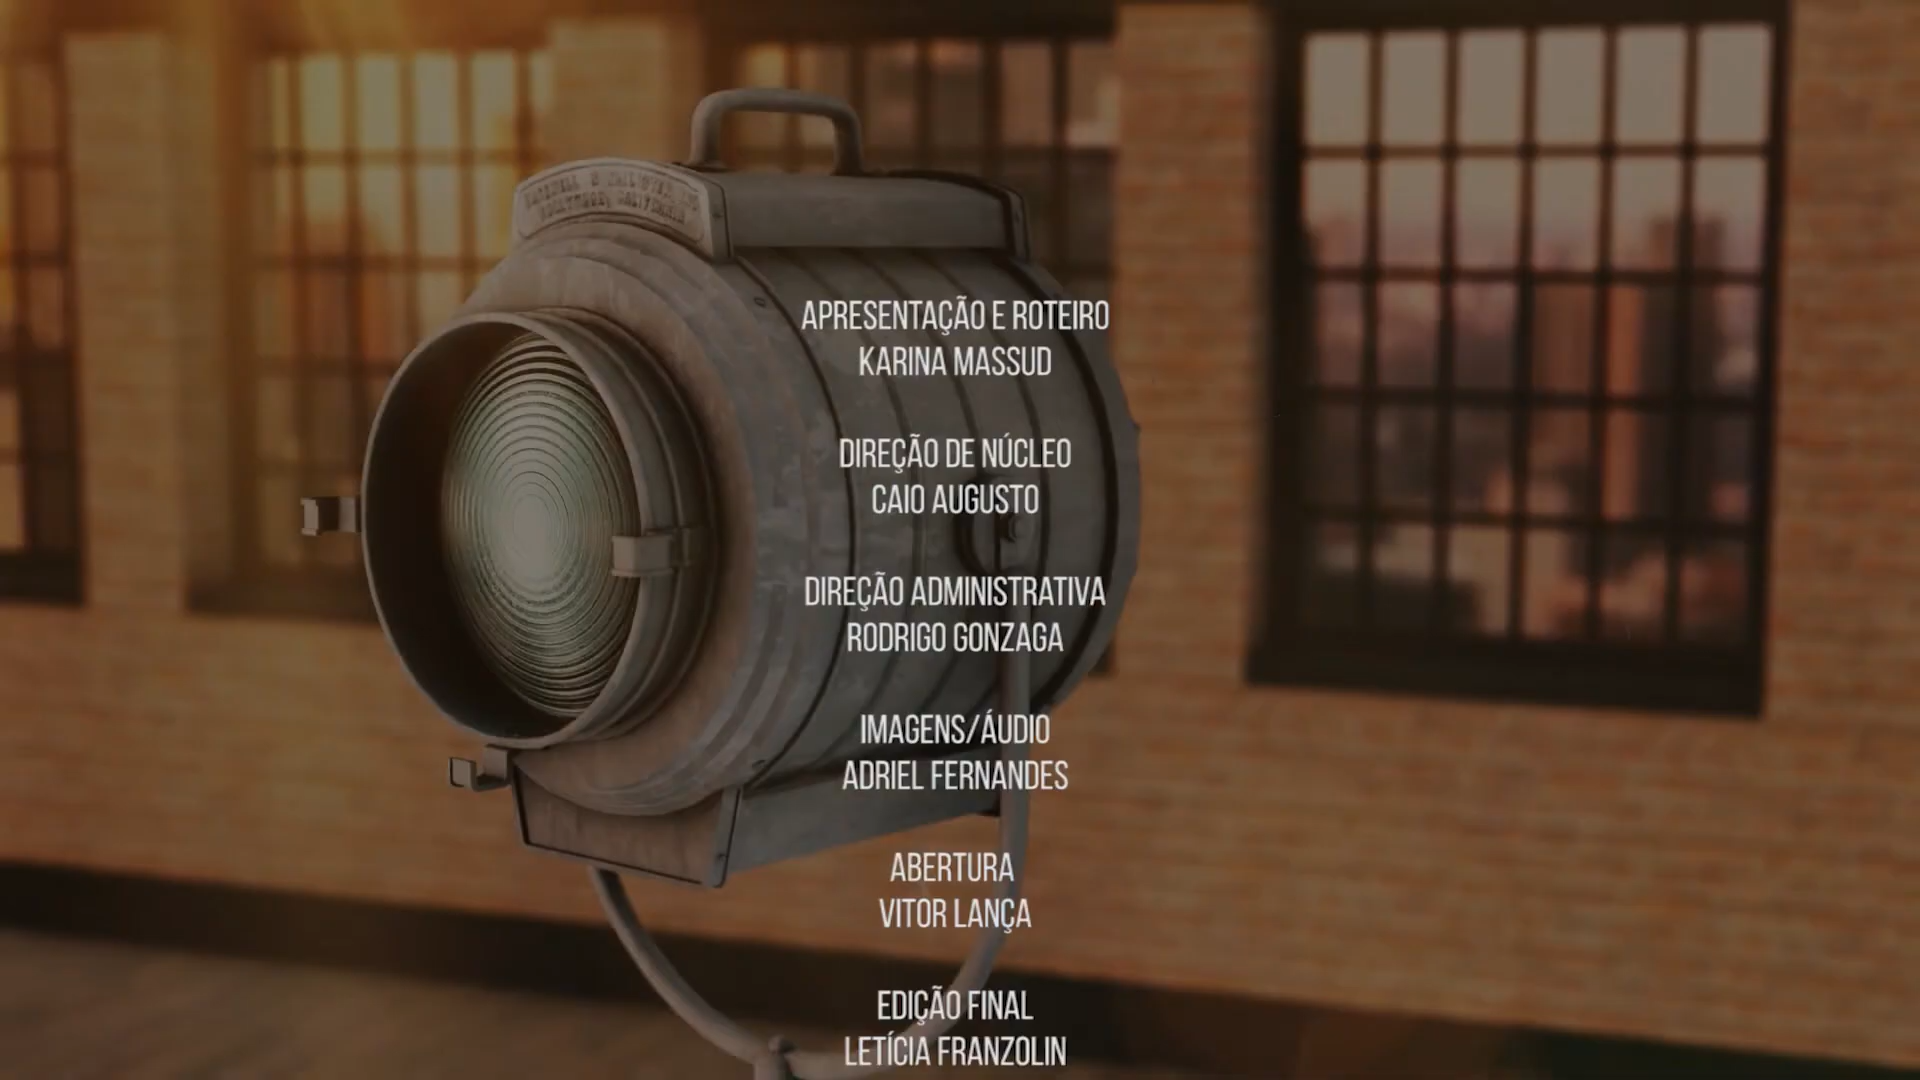 APRESENTAÇÃO E ROTEIRO
KARINA MASSUD
DIREÇÃO DE NÚCLEO
CAIO AUGUSTO
DIREÇÃO ADMINISTRATIVA
RODRIGO GONZAGA
IMAGENS/ÁUDIO
ADRIEL FERNANDES
ABERTURA
VITOR LANÇA
EDIÇÃO FINAL
LETÍCIA FRANZOLIN